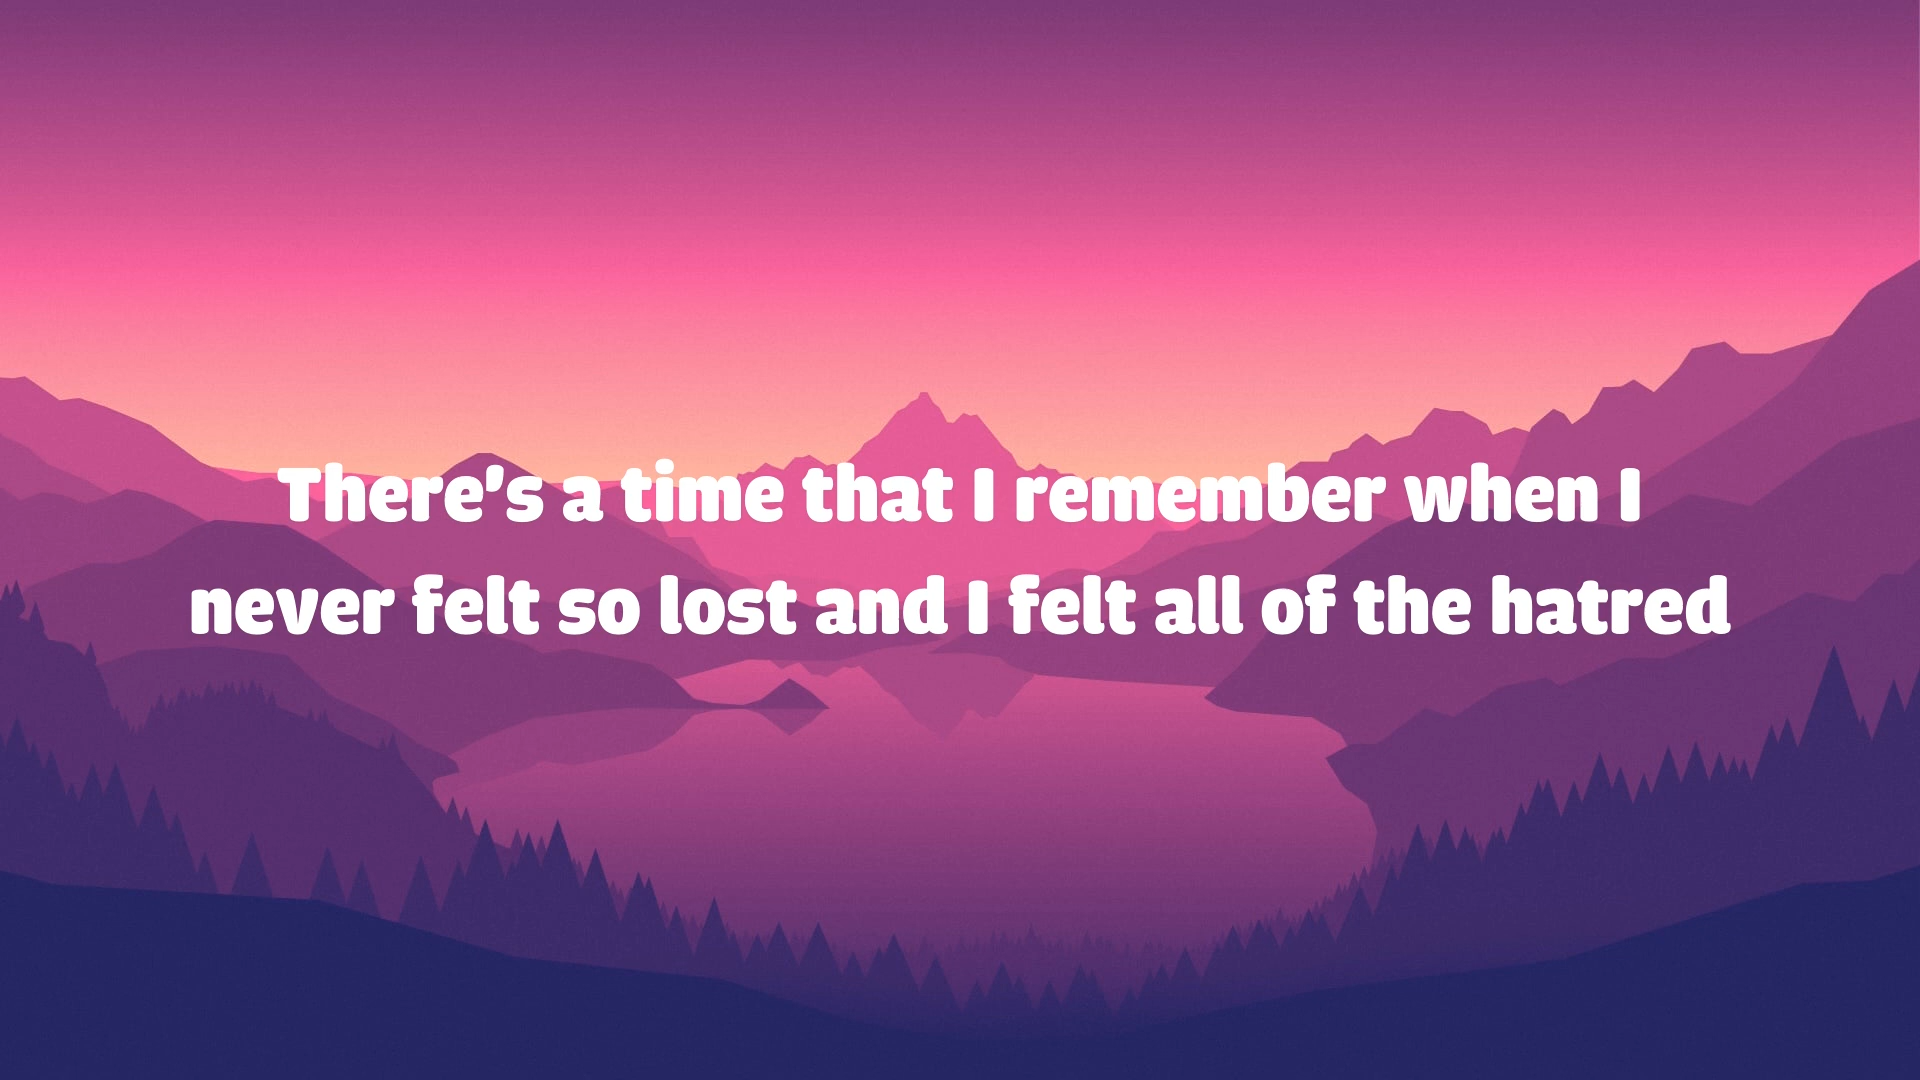 There's a time that I remember when I
never felt so lost and I felt all of the hatred